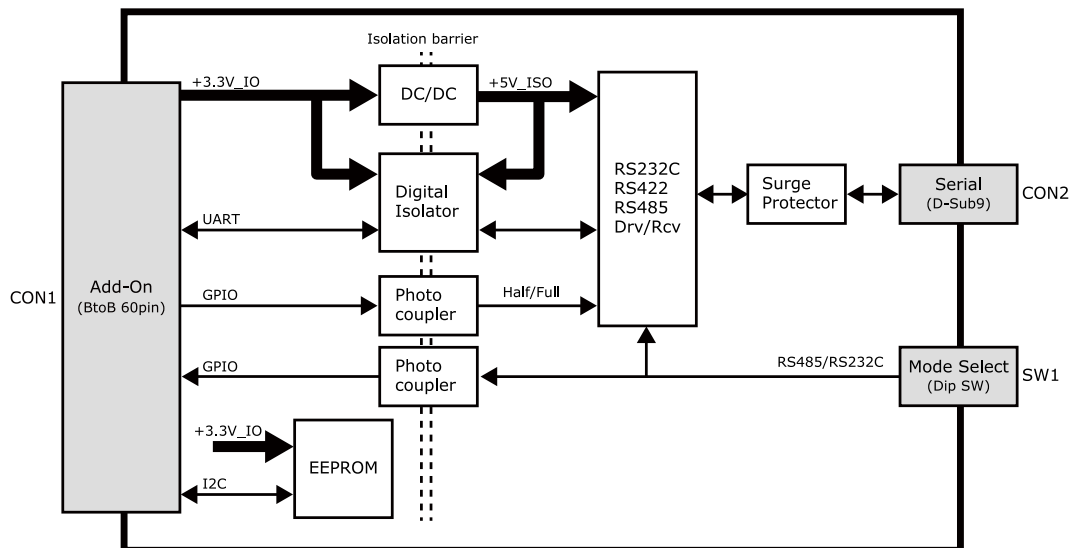 Isolation barrier
+3.3V_IO
DC/DC
+5V_ISO
RS232C
RS422
RS485
Drv/Rcv
Digital
Isolator
UART
Surge
Protector
Serial
(D-Sub9)
CON2
CON1
Add-On
(BtoB 60pin)
GPIO
Photo
coupler
Half/Full
GPIO
Photo
coupler
RS485/RS232C
Mode Select
(Dip SW)
SW1
+3.3V_IO
EEPROM
I2C